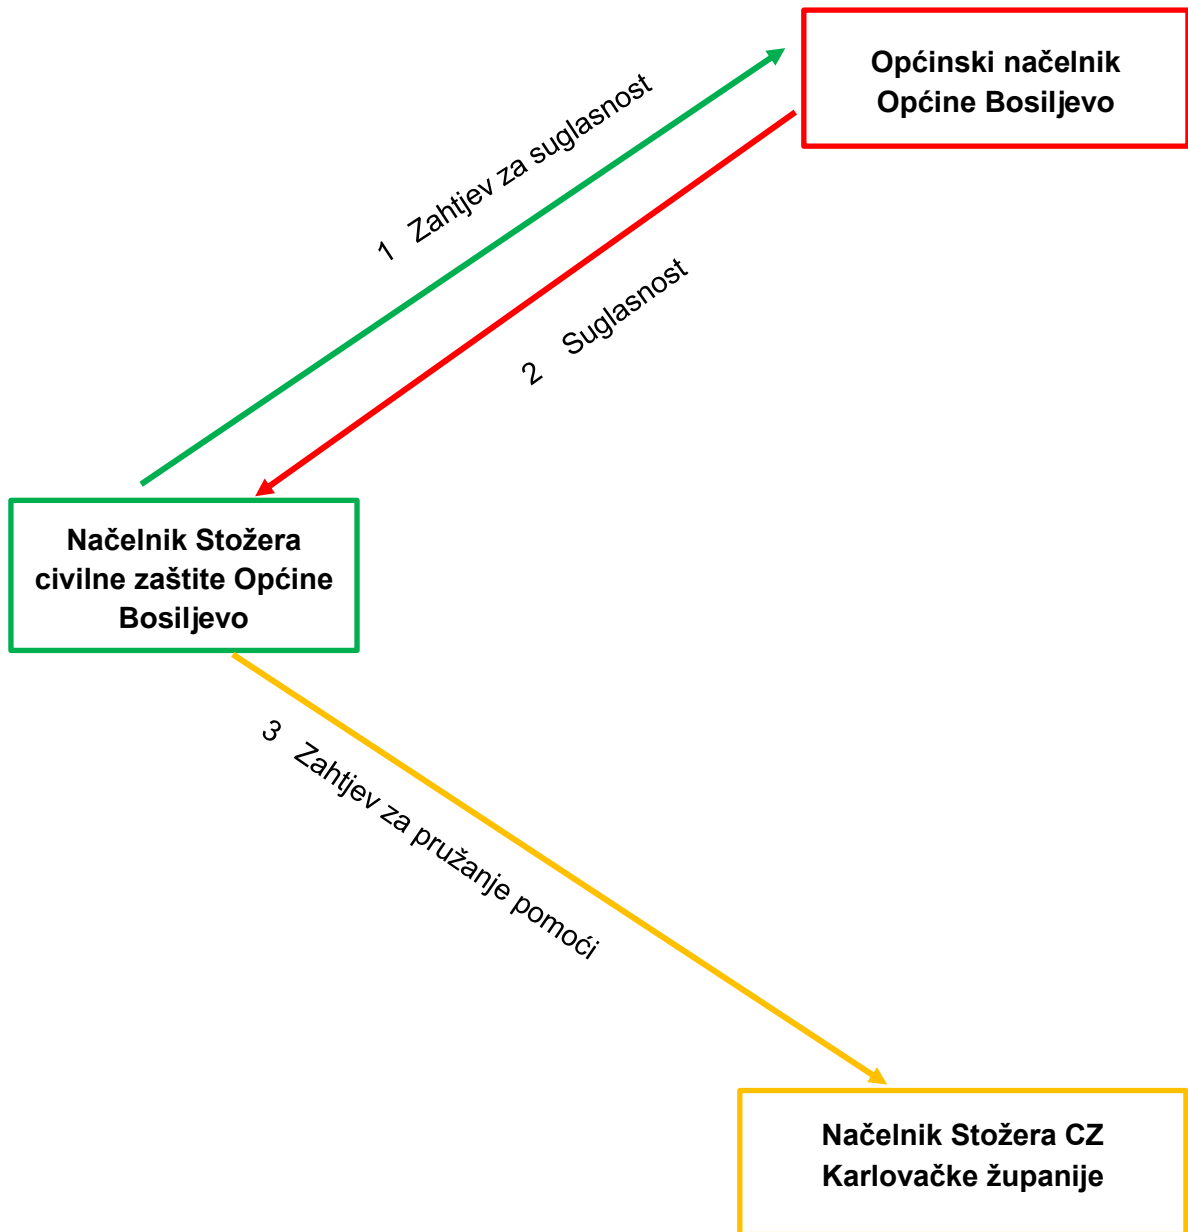 Općinski načelnik
Općine Bosiljevo
1 Zahtjev za suglasnost
2 Suglasnost
Načelnik Stožera
civilne zaštite Općine
Bosiljevo
3 Zahtjev za pružanje pomoći
Načelnik Stožera CZ
Karlovačke županije